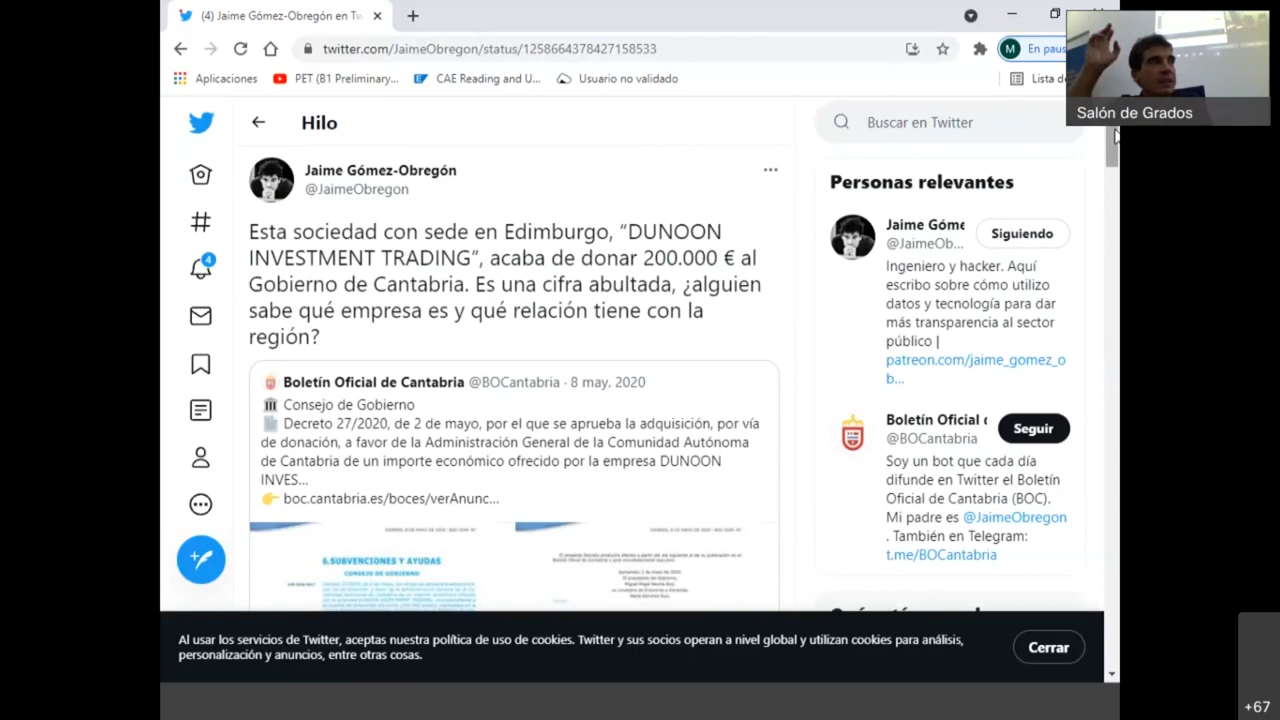 (4) Jaime Gómez-Obregón en Tw
twitter.com/JaimeObregon/status/1258664378427158533
M
En paus
Aplicaciones
PET (B1 Preliminary...
CAE Reading and U...
Usuario no validado
Lista de
Salón de Grados
Hilo
Buscar en Twitter
Jaime Gómez-Obregón
@JaimeObregon
Esta sociedad con sede en Edimburgo, “DUNOON
INVESTMENT TRADING”, acaba de donar 200.000 € al
Gobierno de Cantabria. Es una cifra abultada, ¿alguien
sabe qué empresa es y qué relación tiene con la
región?
4
Boletín Oficial de Cantabria @BOCantabria · 8 may. 2020
Consejo de Gobierno
Decreto 27/2020, de 2 de mayo, por el que se aprueba la adquisición, por vía
de donación, a favor de la Administración General de la Comunidad Autónoma
de Cantabria de un importe económico ofrecido por la empresa DUNOON
INVES...
boc.cantabria.es/boces/verAnunc...
6.SUBVENCIONES Y AYUDAS
CONSEJO DE GOBIERNO
Personas relevantes
Jaime Góme
@JaimeOb...
Siguiendo
Ingeniero y hacker. Aquí
escribo sobre cómo utilizo
datos y tecnología para dar
más transparencia al sector
público |
patreon.com/jaime_gomez_o
b...
Boletín Oficial
@BOCantabria
Seguir
Soy un bot que cada día
difunde en Twitter el Boletín
Oficial de Cantabria (BOC).
Mi padre es @JaimeObregon
. También en Telegram:
t.me/BOCantabria
Al usar los servicios de Twitter, aceptas nuestra política de uso de cookies. Twitter y sus socios operan a nivel global y utilizan cookies para análisis,
personalización y anuncios, entre otras cosas.
Cerrar
+67